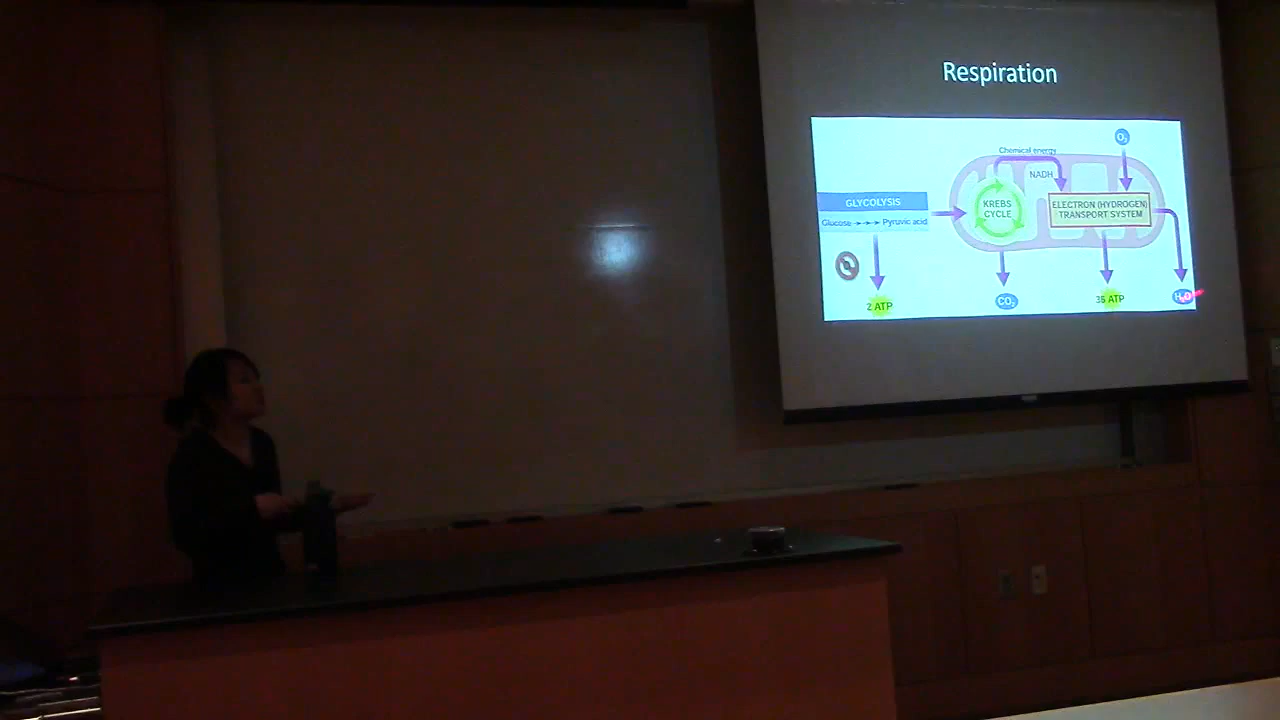 Respiration
O₂
Chemical energy
NADH
GLYCOLYSIS
Glucose →→→ Pyruvic acid
KREBS
CYCLE
ELECTRON (HYDROGEN)
TRANSPORT SYSTEM
2 ATP
CO₂
36 ATP
H₂O